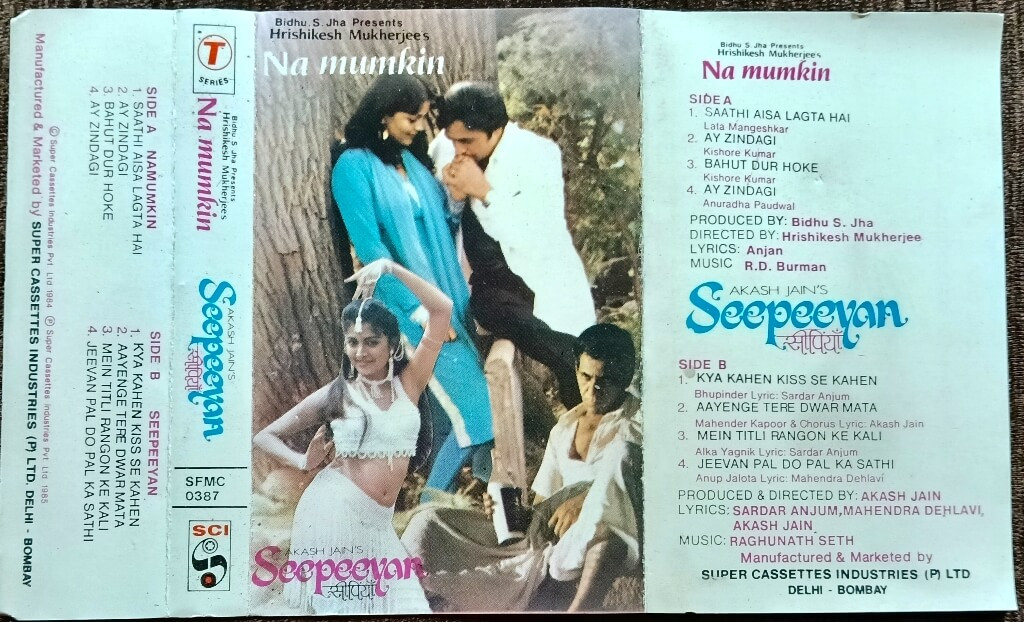 Manufactured & Marketed by SUPER CASSETTES INDUSTRIES (P) LTD. DELHI - BOMBAY
Ⓒ Super Cassettes Industries Pvt. Ltd 1984 Ⓟ Super Cassettes Industries Pvt. Ltd. 1985
SIDE A NAMUMKIN
1. SAATHI AISA LAGTA HAI
2. AY ZINDAGI
3. BAHUT DUR HOKE
4. AY ZINDAGI
SIDE B SEEPEEYAN
1. KYA KAHEN KISS SE KAHEN
2. AAYENGE TERE DWAR MATA
3. MEIN TITLI RANGON KE KALI
4. JEEVAN PAL DO PAL KA SATHI
T
SERIES
Bidhu S Jha Presents
Hrishikesh Mukherjee's
Na mumkin
AKASH JAIN'S
Seepeeyan
सीपियाँ
SFMC
0387
SCI
Bidhu. S. Jha Presents
Hrishikesh Mukherjee's
Na mumkin
AKASH JAIN'S
Seepeeyan
सीपियाँ
Bidhu S Jha Presents
Hrishikesh Mukherjee's
Na mumkin
SIDE A
1. SAATHI AISA LAGTA HAI
Lata Mangeshkar
2. AY ZINDAGI
Kishore Kumar
3. BAHUT DUR HOKE
Kishore Kumar
4. AY ZINDAGI
Anuradha Paudwal
PRODUCED BY: Bidhu S. Jha
DIRECTED BY: Hrishikesh Mukherjee
LYRICS: Anjan
MUSIC R.D. Burman
AKASH JAIN'S
Seepeeyan
सीपियाँ
SIDE B
1. KYA KAHEN KISS SE KAHEN
Bhupinder Lyric: Sardar Anjum
2. AAYENGE TERE DWAR MATA
Mahender Kapoor & Chorus Lyric: Akash Jain
3. MEIN TITLI RANGON KE KALI
Alka Yagnik Lyric: Sardar Anjum
4. JEEVAN PAL DO PAL KA SATHI
Anup Jalota Lyric: Mahendra Dehlavi
PRODUCED & DIRECTED BY: AKASH JAIN
LYRICS: SARDAR ANJUM, MAHENDRA DEHLAVI,
AKASH JAIN
MUSIC: RAGHUNATH SETH
Manufactured & Marketed by
SUPER CASSETTES INDUSTRIES (P) LTD
DELHI - BOMBAY